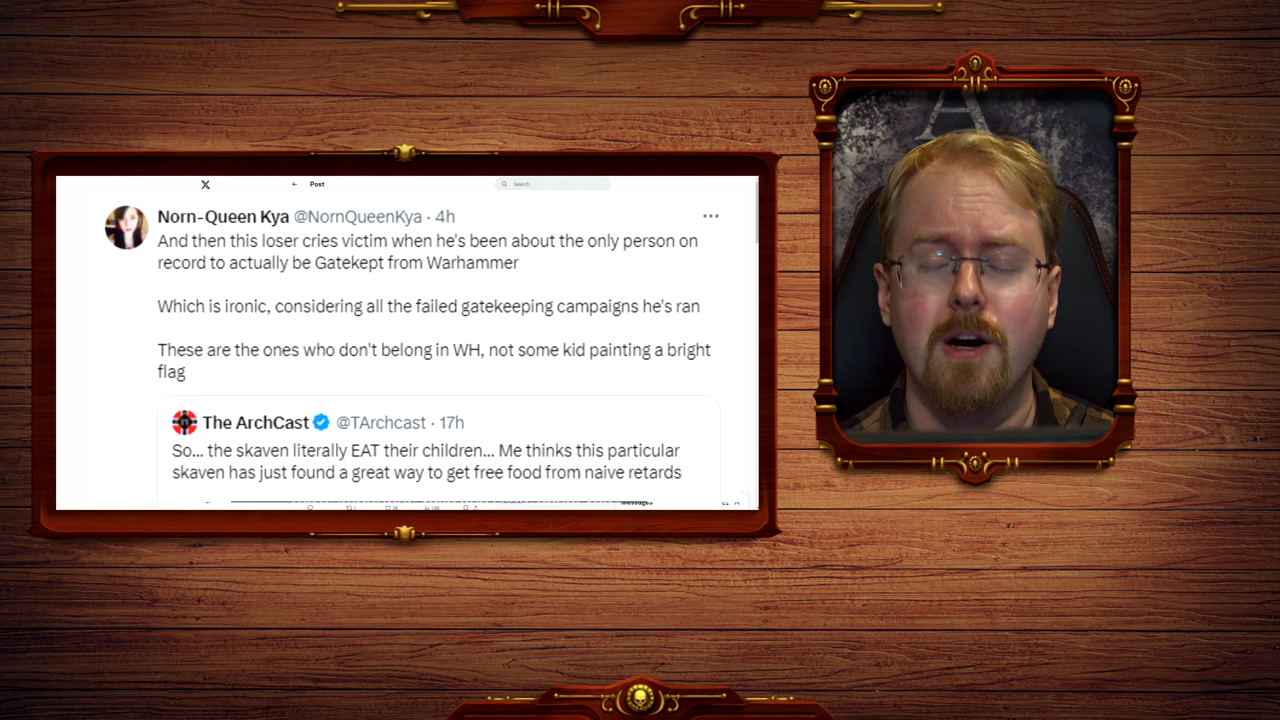 Post
Search
Norn-Queen Kya @NornQueenKya · 4h
And then this loser cries victim when he's been about the only person on
record to actually be Gatekept from Warhammer
Which is ironic, considering all the failed gatekeeping campaigns he's ran
These are the ones who don't belong in WH, not some kid painting a bright
flag
The ArchCast @TArchcast · 17h
So... the skaven literally EAT their children... Me thinks this particular
skaven has just found a great way to get free food from naive retards
Messages